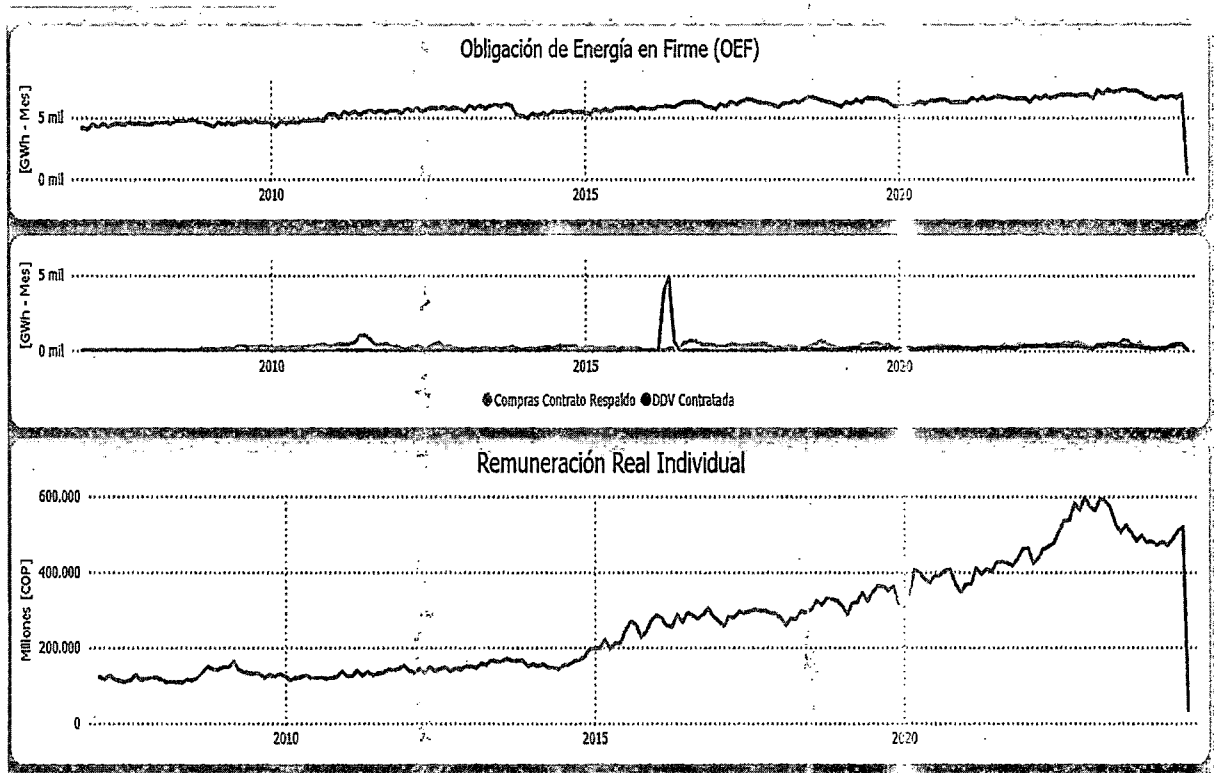 Obligación de Energía en Firme (OEF)
[GWh - Mes]
5 mil
0 mil
2010 2015 2020
[GWh - Mes]
5 mil
0 mil
2010 2015 2020
Compras Contrato Respaldo DDV Contratada
Remuneración Real Individual
Millones [COP]
600.000
400.000
200.000
0
2010 2015 2020